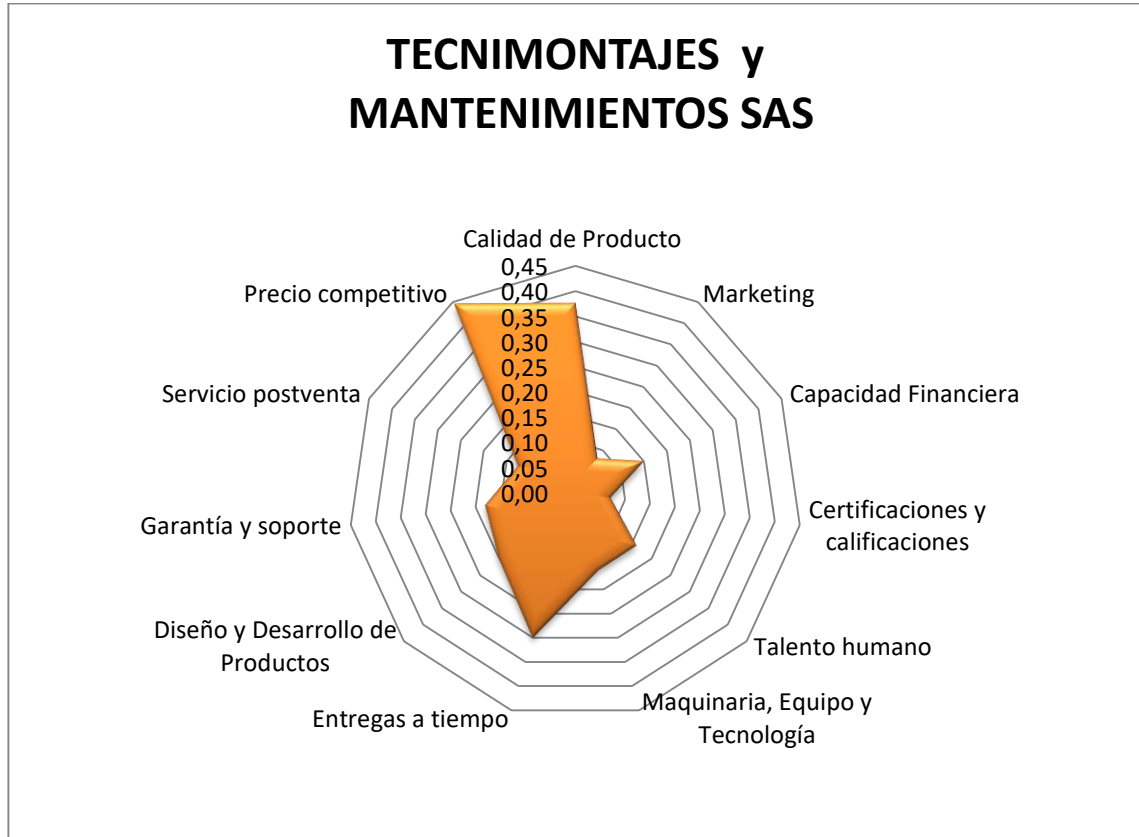 TECNIMONTAJES y
MANTENIMIENTOS SAS
Calidad de Producto
Marketing
Capacidad Financiera
Certificaciones y
calificaciones
Talento humano
Maquinaria, Equipo y
Tecnología
Entregas a tiempo
Diseño y Desarrollo de
Productos
Garantía y soporte
Servicio postventa
Precio competitivo
0,45
0,40
0,35
0,30
0,25
0,20
0,15
0,10
0,05
0,00